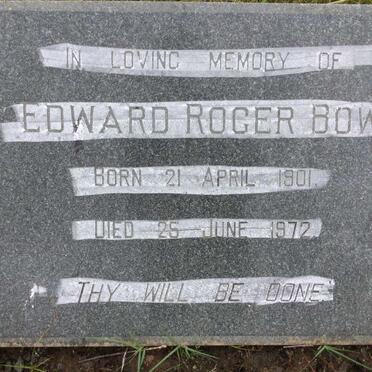 IN LOVING MEMORY OF
EDWARD ROGER BOW
BORN 21 APRIL 1901
DIED 25 JUNE 1972
THY WILL BE DONE